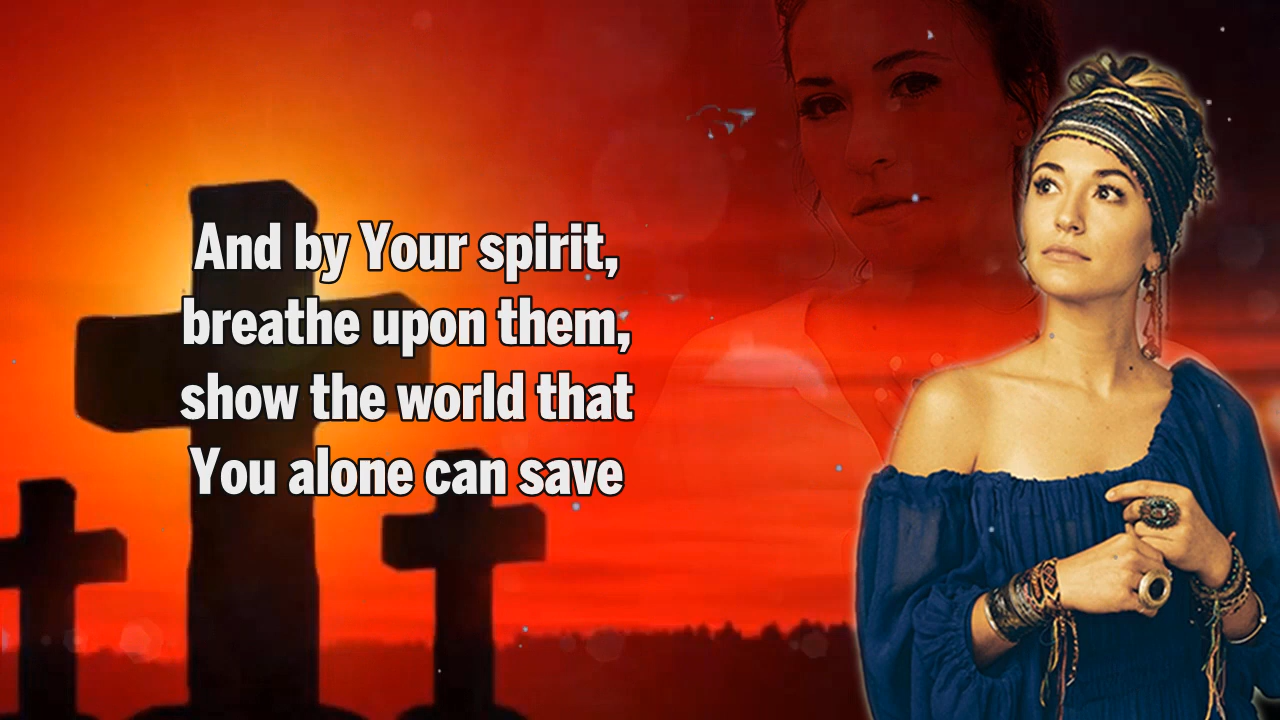 And by Your spirit,
breathe upon them,
show the world that
You alone can save